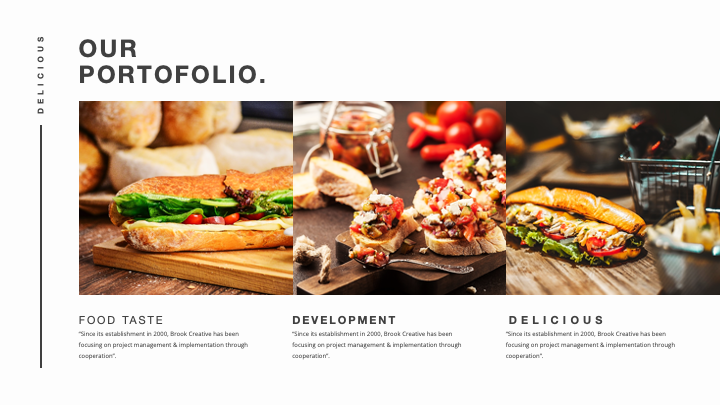 DELICIOUS
OUR
PORTOFOLIO.
FOOD TASTE
"Since its establishment in 2000, Brook Creative has been
focusing on project management & implementation through
cooperation".
DEVELOPMENT
"Since its establishment in 2000, Brook Creative has been
focusing on project management & implementation through
cooperation".
DELICIOUS
"Since its establishment in 2000, Brook Creative has been
focusing on project management & implementation through
cooperation".